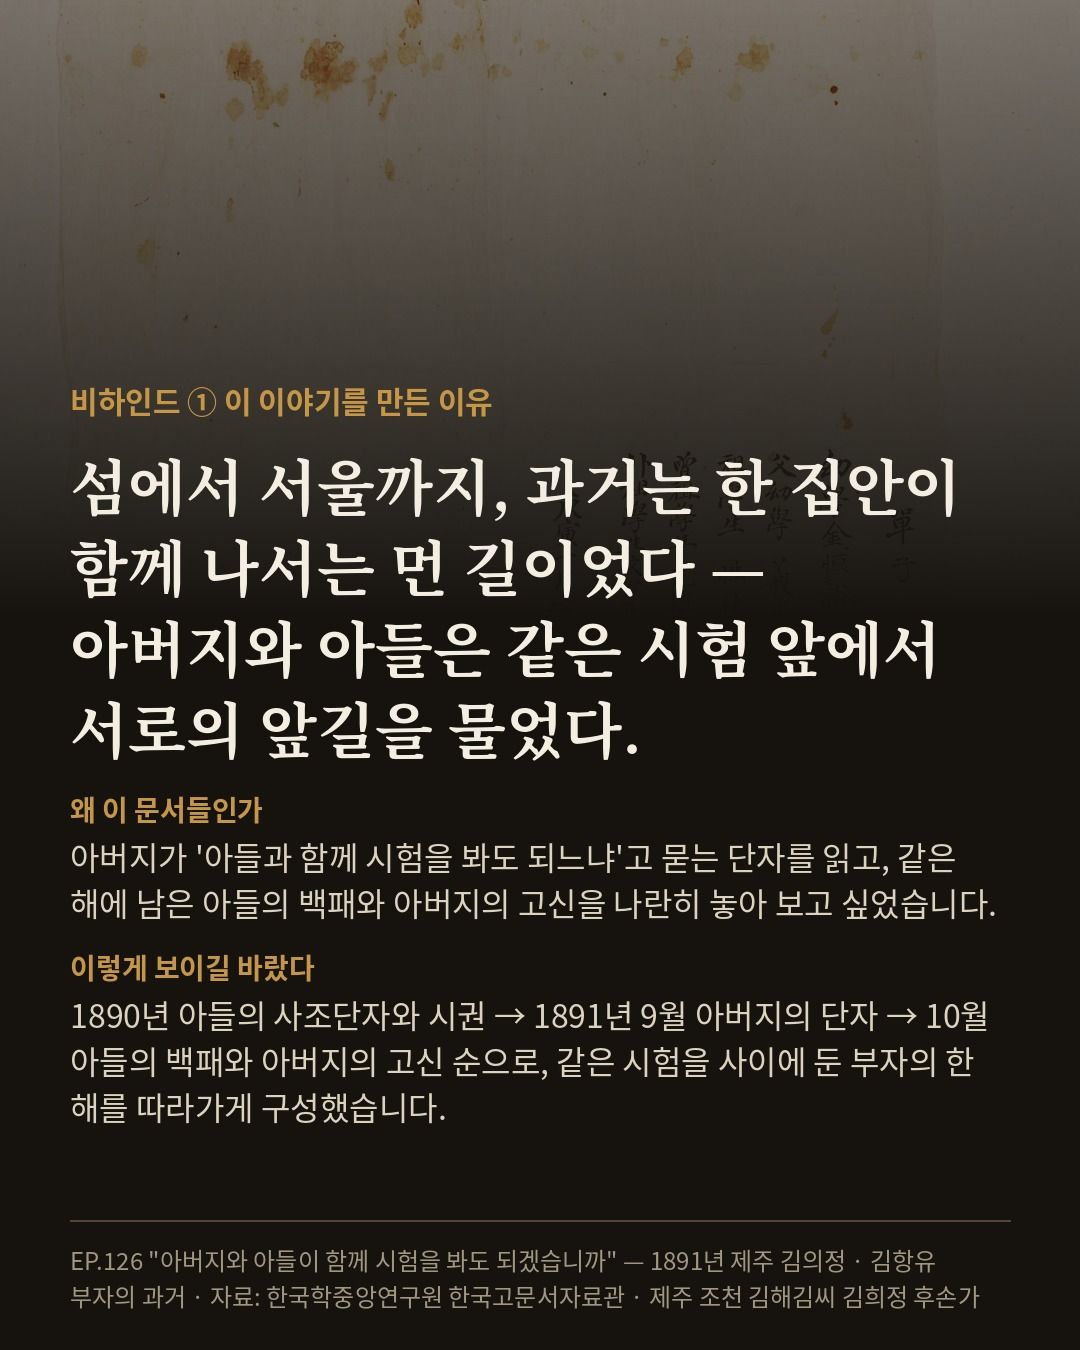 비하인드 ① 이 이야기를 만든 이유
섬에서 서울까지, 과거는 한 집안이
함께 나서는 먼 길이었다 —
아버지와 아들은 같은 시험 앞에서
서로의 앞길을 물었다.
왜 이 문서들인가
아버지가 '아들과 함께 시험을 봐도 되느냐'고 묻는 단자를 읽고, 같은
해에 남은 아들의 백패와 아버지의 고신을 나란히 놓아 보고 싶었습니다.
이렇게 보이길 바랐다
1890년 아들의 사조단자와 시권 → 1891년 9월 아버지의 단자 → 10월
아들의 백패와 아버지의 고신 순으로, 같은 시험을 사이에 둔 부자의 한
해를 따라가게 구성했습니다.
EP.126 "아버지와 아들이 함께 시험을 봐도 되겠습니까" — 1891년 제주 김의정 · 김항유
부자의 과거 · 자료: 한국학중앙연구원 한국고문서자료관 · 제주 조천 김해김씨 김희정 후손가
單子